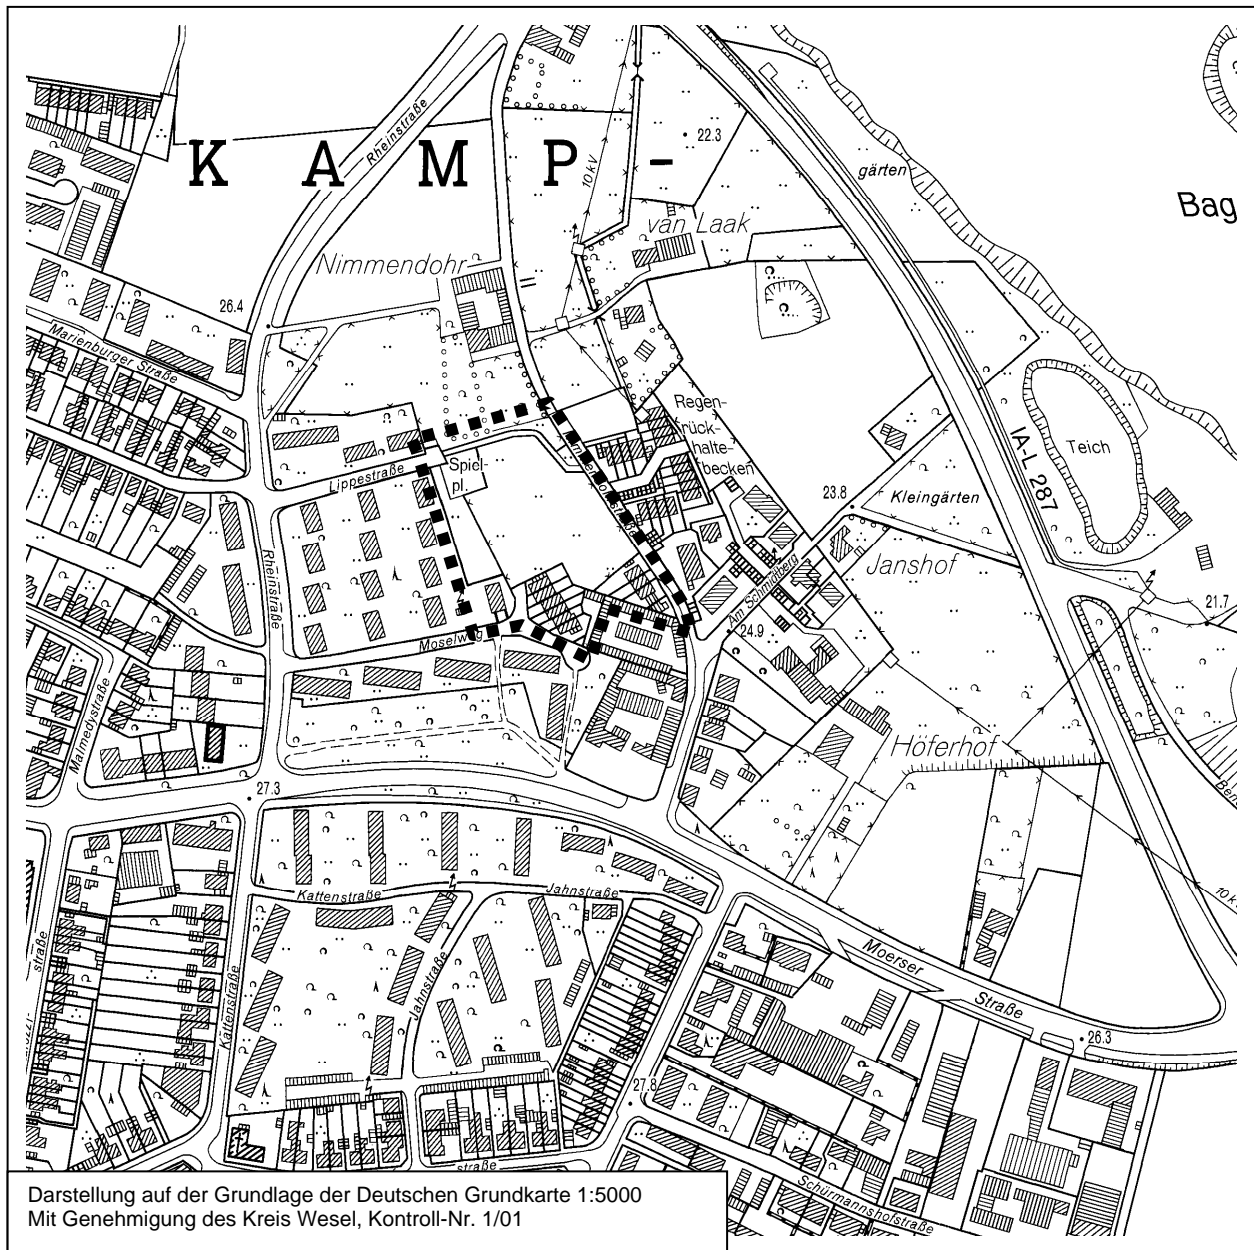 KAMP-
Rheinstraße
10 kV
22.3
gärten
Bag
van Laak
Nimmendohr
26.4
Marienburger Straße
Regen-
rück-
halte-
becken
IA-L 287
Teich
Spiel-
pl.
Lippestraße
23.8
Kleingärten
Janshof
Rheinstraße
Am Schmidtberg
21.7
24.9
Moselweg
Malmedystraße
Höferhof
27.3
Kattenstraße
Jahnstraße
10 k
straße
Moerser
Straße
Kattenstraße
Jahnstraße
26.3
27.8
straße
Schürmannshofstraße
Darstellung auf der Grundlage der Deutschen Grundkarte 1:5000
Mit Genehmigung des Kreis Wesel, Kontroll-Nr. 1/01